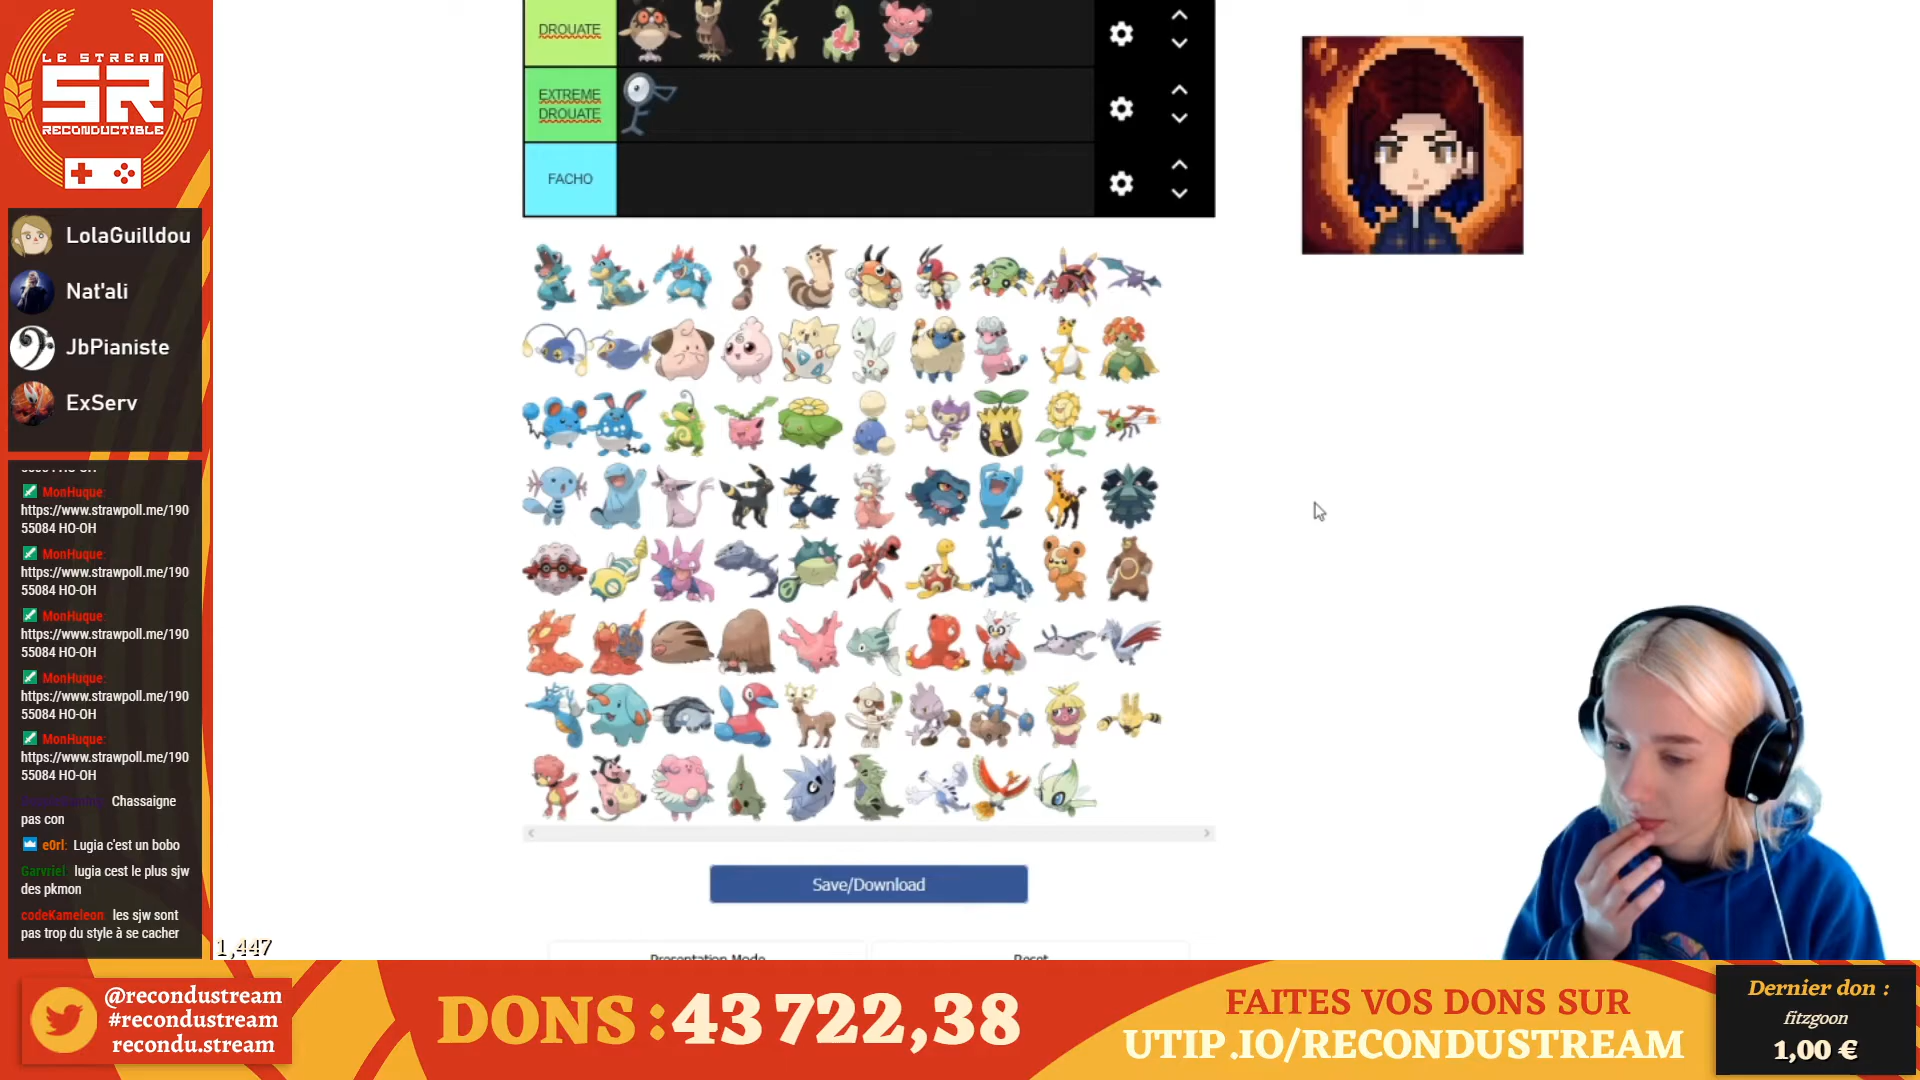 LE STREAM
SR
RECONDUCTIBLE
LolaGuilldou
Nat'ali
JbPianiste
ExServ
MonHuque:
https://www.strawpoll.me/190
55084 HO-OH
MonHuque:
https://www.strawpoll.me/190
55084 HO-OH
MonHuque:
https://www.strawpoll.me/190
55084 HO-OH
MonHuque:
https://www.strawpoll.me/190
55084 HO-OH
MonHuque:
https://www.strawpoll.me/190
55084 HO-OH
Chassaigne
pas con
e0rl: Lugia c'est un bobo
Garvriel: lugia cest le plus sjw
des pkmon
codeKameleon: les sjw sont
pas trop du style à se cacher
DROUATE
EXTREME
DROUATE
FACHO
Save/Download
Presentation Mode
Reset
1,447
@recondustream
#recondustream
recondu.stream
DONS : 43 722,38
FAITES VOS DONS SUR
UTIP.IO/RECONDUSTREAM
Dernier don :
fitzgoon
1,00 €